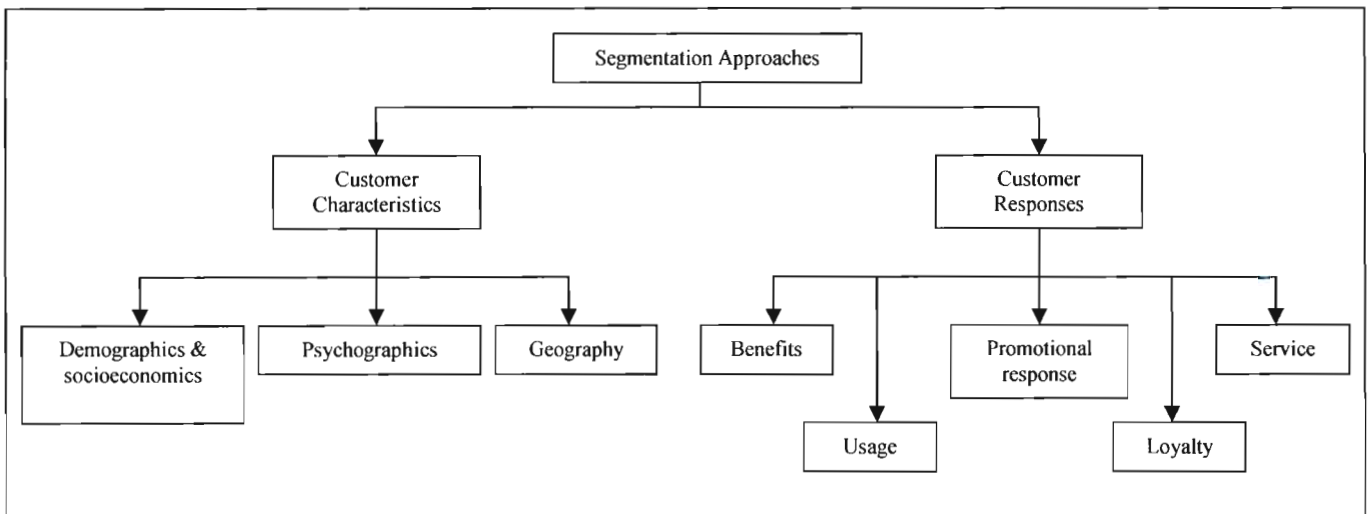 Segmentation Approaches
Customer
Characteristics
Customer
Responses
Demographics &
socioeconomics
Psychographics
Geography
Benefits
Promotional
response
Service
Usage
Loyalty